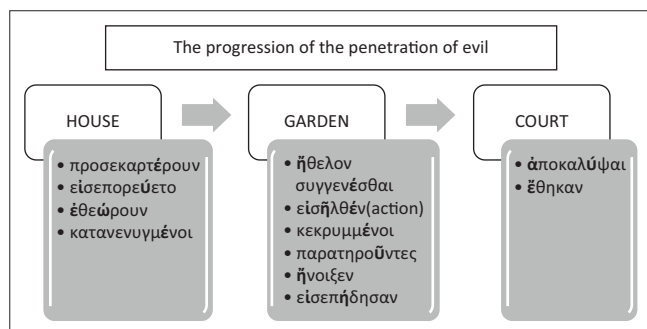 The progression of the penetration of evil
HOUSE
• προσεκαρτέρουν
• εἰσεπορεύετο
• ἐθεώρουν
• κατανενυγμένοι
GARDEN
• ἤθελον
συγγενέσθαι
• εἰσῆλθέν(action)
• κεκρυμμένοι
• παρατηροῦντες
• ἤνοιξεν
• εἰσεπήδησαν
COURT
• ἀποκαλύψαι
• ἔθηκαν